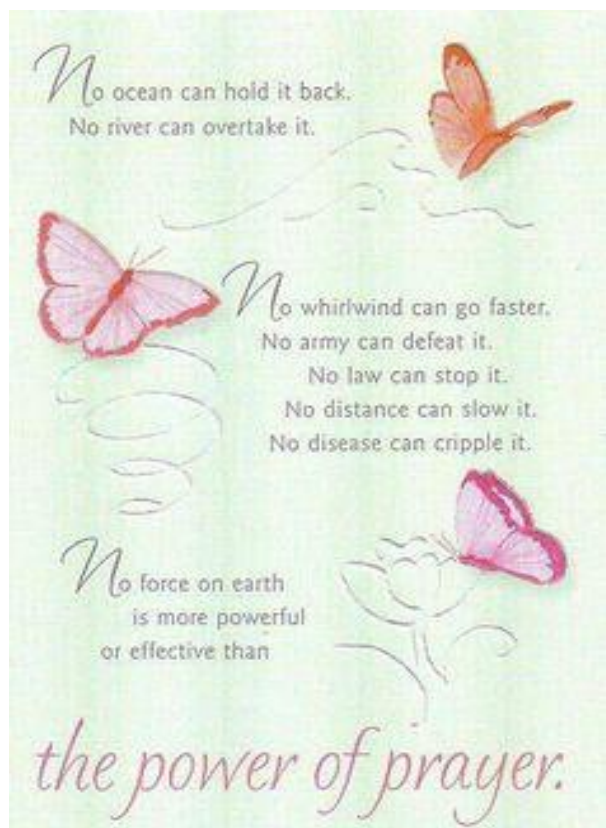 No ocean can hold it back.
No river can overtake it.
No whirlwind can go faster.
No army can defeat it.
No law can stop it.
No distance can slow it.
No disease can cripple it.
No force on earth
is more powerful
or effective than
the power of prayer.